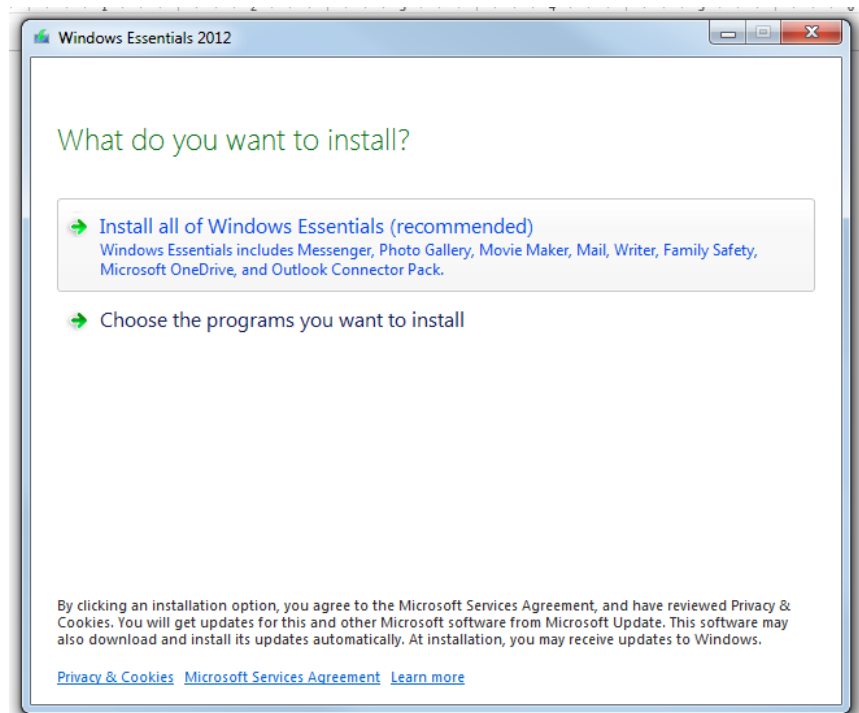 Windows Essentials 2012
What do you want to install?
Install all of Windows Essentials (recommended)
Windows Essentials includes Messenger, Photo Gallery, Movie Maker, Mail, Writer, Family Safety,
Microsoft OneDrive, and Outlook Connector Pack.
Choose the programs you want to install
By clicking an installation option, you agree to the Microsoft Services Agreement, and have reviewed Privacy &
Cookies. You will get updates for this and other Microsoft software from Microsoft Update. This software may
also download and install its updates automatically. At installation, you may receive updates to Windows.
Privacy & Cookies Microsoft Services Agreement Learn more